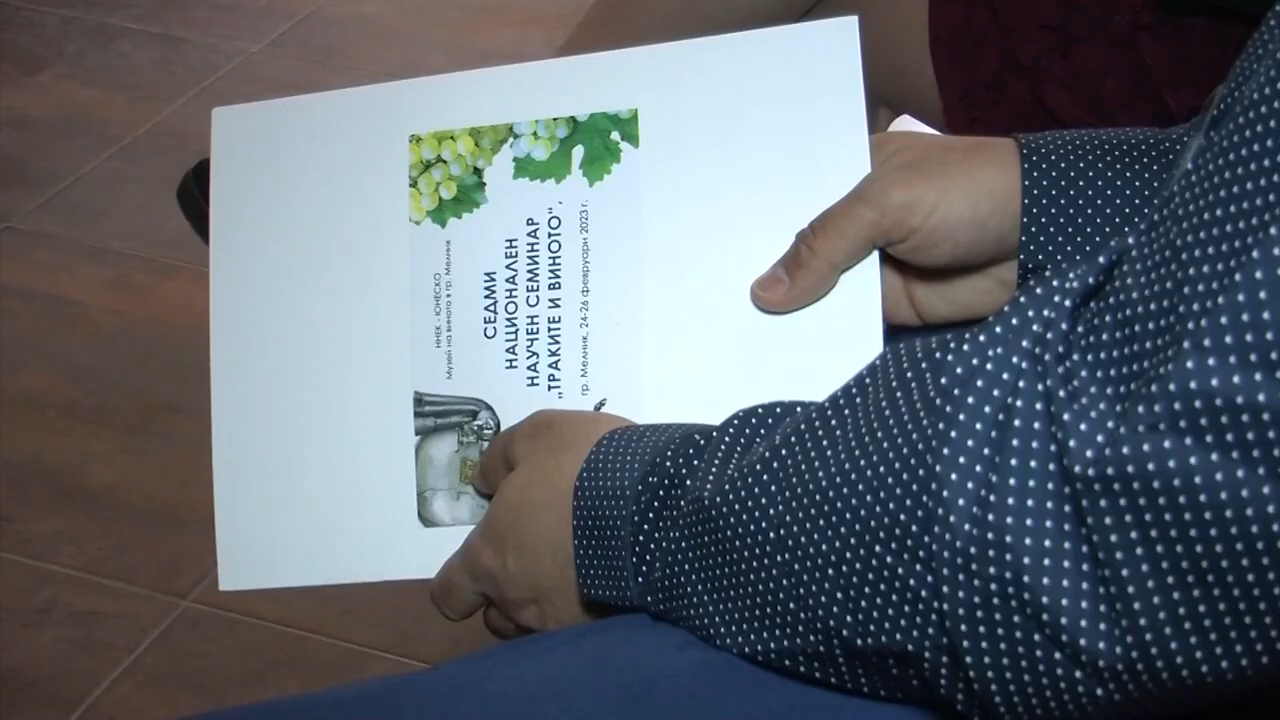 ННЕК - ЮНЕСКО
Музей на виното в гр. Мелник
СЕДМИ
НАЦИОНАЛЕН
НАУЧЕН СЕМИНАР
„ТРАКИТЕ И ВИНОТО“,
гр. Мелник, 24-26 февруари 2023 г.